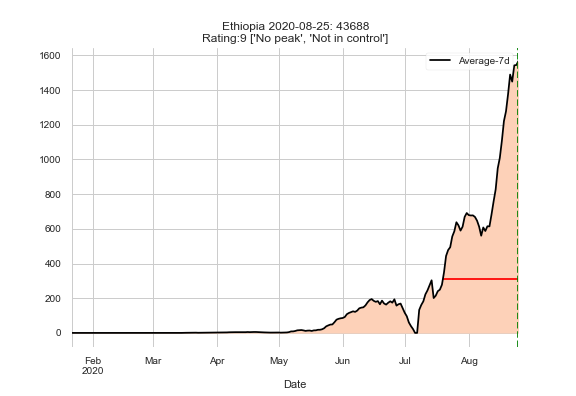 Ethiopia 2020-08-25: 43688
Rating:9 ['No peak', 'Not in control']
Average-7d
1600
1400
1200
1000
800
600
400
200
0
Feb Mar Apr May Jun Jul Aug
2020
Date